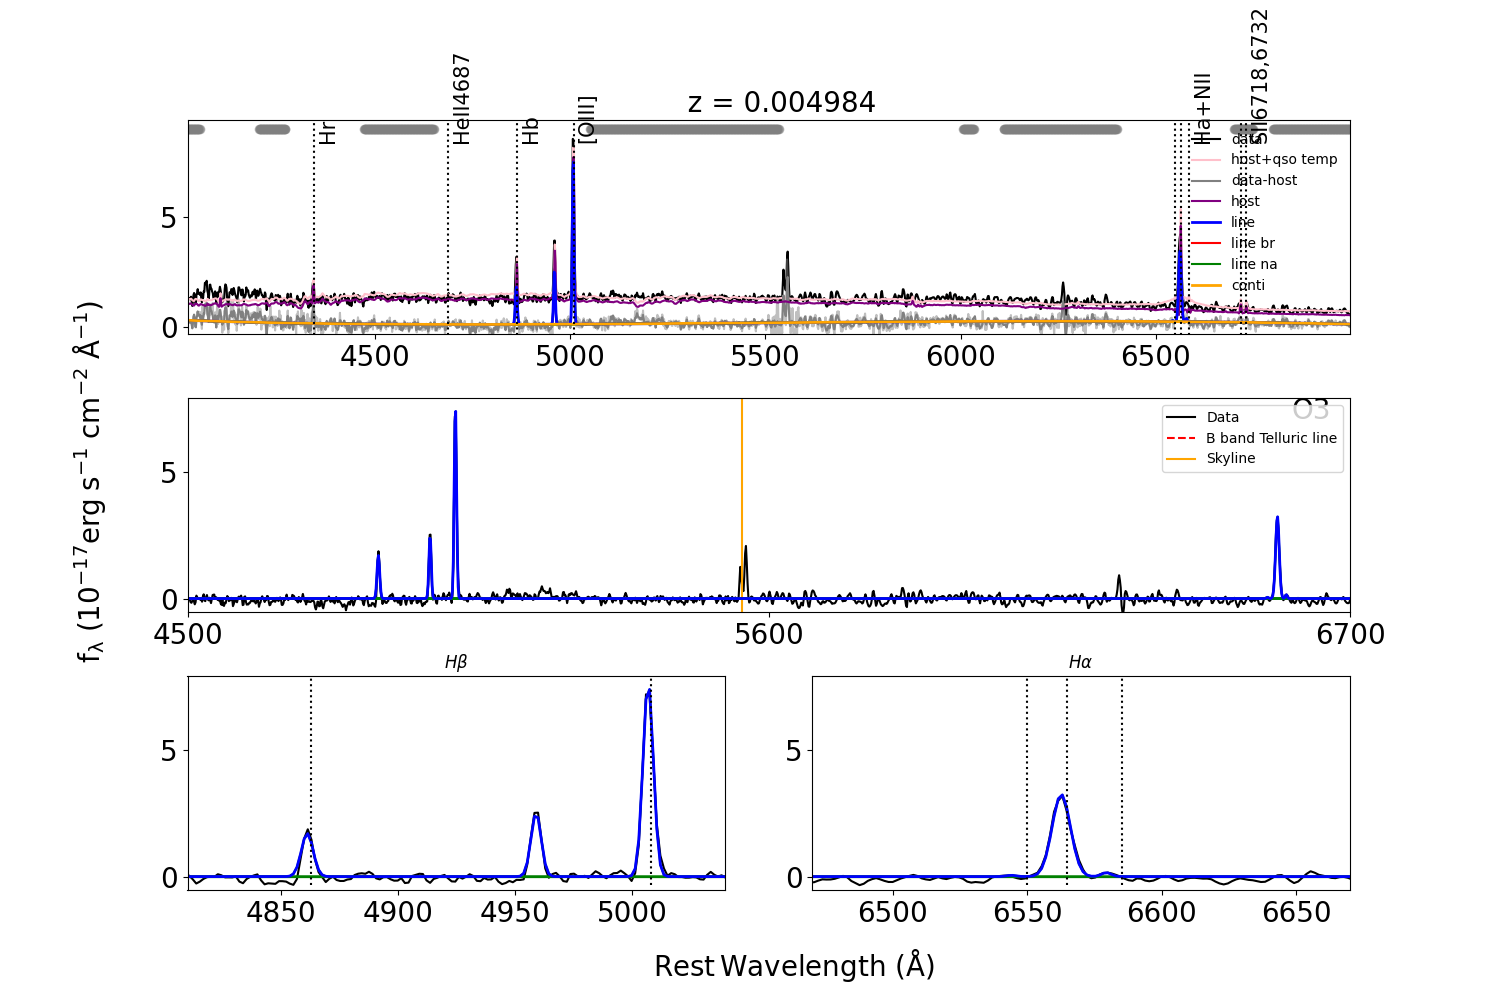 z = 0.004984
Hr
HeII4687
Hb
[OIII]
Ha+NII
SII6718,6732
data
host+qso temp
data-host
host
line
line br
line na
conti
5
0
4500 5000 5500 6000 6500
O3
Data
B band Telluric line
Skyline
5
0
4500 5600 6700
fλ (10⁻¹⁷erg s⁻¹ cm⁻² Å⁻¹)
Hβ
5
0
4850 4900 4950 5000
Hα
5
0
6500 6550 6600 6650
Rest Wavelength (Å)